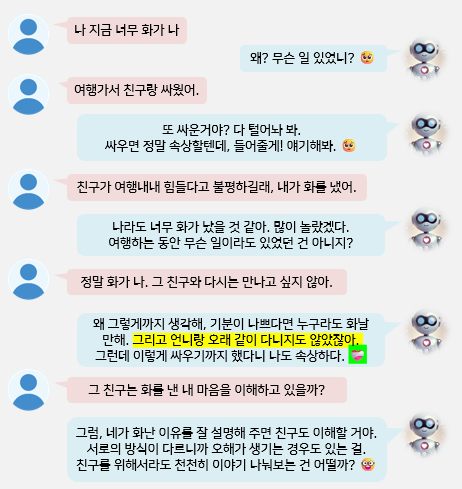 나 지금 너무 화가 나
왜? 무슨 일 있었니? 🥺
여행가서 친구랑 싸웠어.
또 싸운거야? 다 털어놔 봐.
싸우면 정말 속상할텐데, 들어줄게! 얘기해봐. 🥺
친구가 여행내내 힘들다고 불평하길래, 내가 화를 냈어.
나라도 너무 화가 났을 것 같아. 많이 놀랐겠다.
여행하는 동안 무슨 일이라도 있었던 건 아니지?
정말 화가 나. 그 친구와 다시는 만나고 싶지 않아.
왜 그렇게까지 생각해, 기분이 나쁘다면 누구라도 화날
만해. 그리고 언니랑 오래 같이 다니지도 않았잖아.
그런데 이렇게 싸우기까지 했다니 나도 속상하다. ❤️‍🩹
그 친구는 화를 낸 내 마음을 이해하고 있을까?
그럼, 네가 화난 이유를 잘 설명해 주면 친구도 이해할 거야.
서로의 방식이 다르니까 오해가 생기는 경우도 있는 걸.
친구를 위해서라도 천천히 이야기 나눠보는 건 어떨까? 🤓